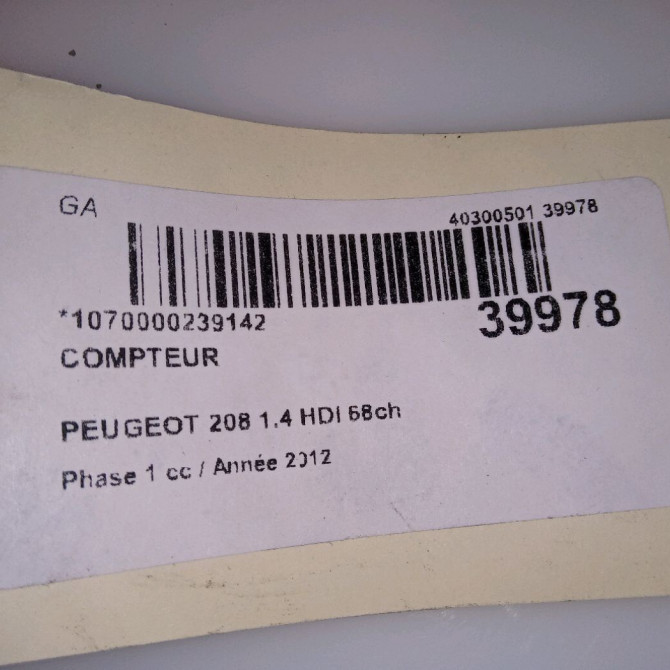 GA
40300501 39978
*1070000239142
39978
COMPTEUR
PEUGEOT 208 1.4 HDI 68ch
Phase 1 cc / Année 2012